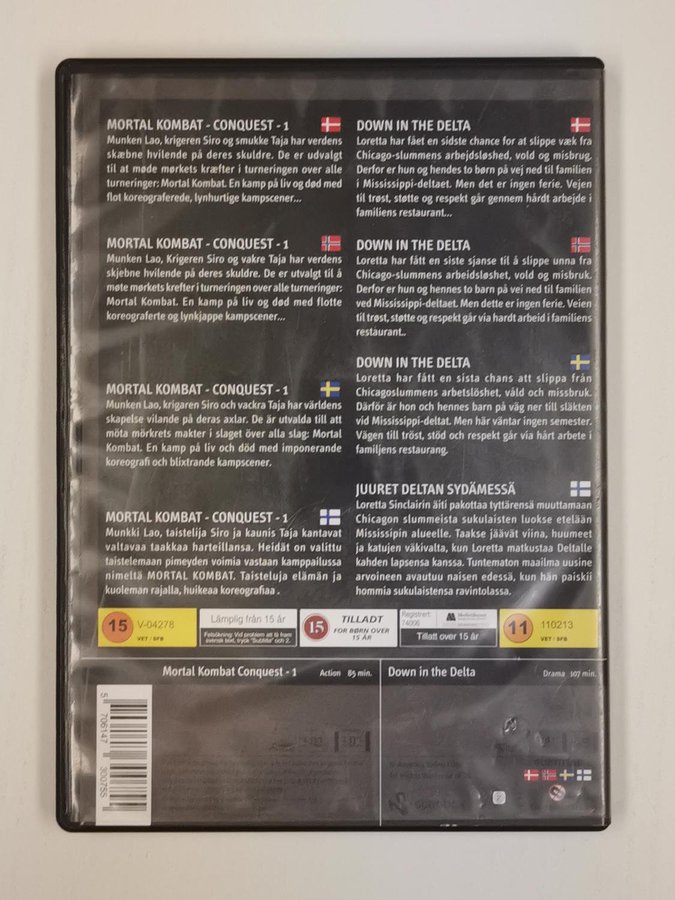 MORTAL KOMBAT - CONQUEST - 1
Munken Lao, krigeren Siro og smukke Taja har verdens
skæbne hvilende på deres skuldre. De er udvalgt
til at møde mørkets kræfter i turneringen over alle
turneringer: Mortal Kombat. En kamp på liv og død med
flot koreograferede, lynhurtige kampscener...
MORTAL KOMBAT - CONQUEST - 1
Munken Lao, Krigeren Siro og vakre Taja har verdens
skjebne hvilende på deres skuldre. De er utvalgt til å
møte mørkets krefter i turneringen over alle turneringer:
Mortal Kombat. En kamp på liv og død med flotte
koreograferte og lynkjappe kampscener...
MORTAL KOMBAT - CONQUEST - 1
Munken Lao, krigaren Siro och vackra Taja har världens
skapelse vilande på deras axlar. De är utvalda till att
möta mörkrets makter i slaget över alla slag: Mortal
Kombat. En kamp på liv och död med imponerande
koreografi och blixtrande kampscener.
MORTAL KOMBAT - CONQUEST - 1
Munkki Lao, taistelija Siro ja kaunis Taja kantavat
valtavaa taakkaa harteillansa. Heidät on valittu
taistelemaan pimeyden voimia vastaan kamppailussa
nimeltä MORTAL KOMBAT. Taisteluja elämän ja
kuoleman rajalla, huikeaa koreografiaa .
DOWN IN THE DELTA
Loretta har fået en sidste chance for at slippe væk fra
Chicago-slummens arbejdsløshed, vold og misbrug.
Derfor er hun og hendes to børn på vej ned til familien
i Mississippi-deltaet. Men det er ingen ferie. Vejen
til trøst, støtte og respekt går gennem hårdt arbejde i
familiens restaurant...
DOWN IN THE DELTA
Loretta har fått en siste sjanse til å slippe unna fra
Chicago-slummens arbeidsløshet, vold og misbruk.
Derfor er hun og hennes to barn på vei ned til familien
ved Mississippi-deltaet. Men dette er ingen ferie. Veien
til trøst, støtte og respekt går via hardt arbeid i familiens
restaurant..
DOWN IN THE DELTA
Loretta har fått en sista chans att slippa från
Chicagoslummens arbetslöshet, våld och missbruk.
Därför är hon och hennes barn på väg ner till släkten
vid Mississippi-deltat. Men här väntar ingen semester.
Vägen till tröst, stöd och respekt går via hårt arbete i
familjens restaurang.
JUURET DELTAN SYDÄMESSÄ
Loretta Sinclairin äiti pakottaa tyttärensä muuttamaan
Chicagon slummeista sukulaisten luokse etelään
Mississipin alueelle. Taakse jäävät viina, huumeet
ja katujen väkivalta, kun Loretta matkustaa Deltalle
kahden lapsensa kanssa. Tuntematon maailma uusine
arvoineen avautuu naisen edessä, kun hän paiskii
hommia sukulaistensa ravintolassa.
15 V-04278
VET / SFB
Lämplig från 15 år
Felsökning: Vid problem att få fram
svensk text, tryck "Subtitle" och 2.
15 TILLADT
FOR BØRN OVER
15 ÅR
Registrert:
74006
Tillatt over 15 år
11 110213
VET / SFB
Mortal Kombat Conquest - 1 Action 85 min.
Down in the Delta Drama 107 min.
5 706147 300755